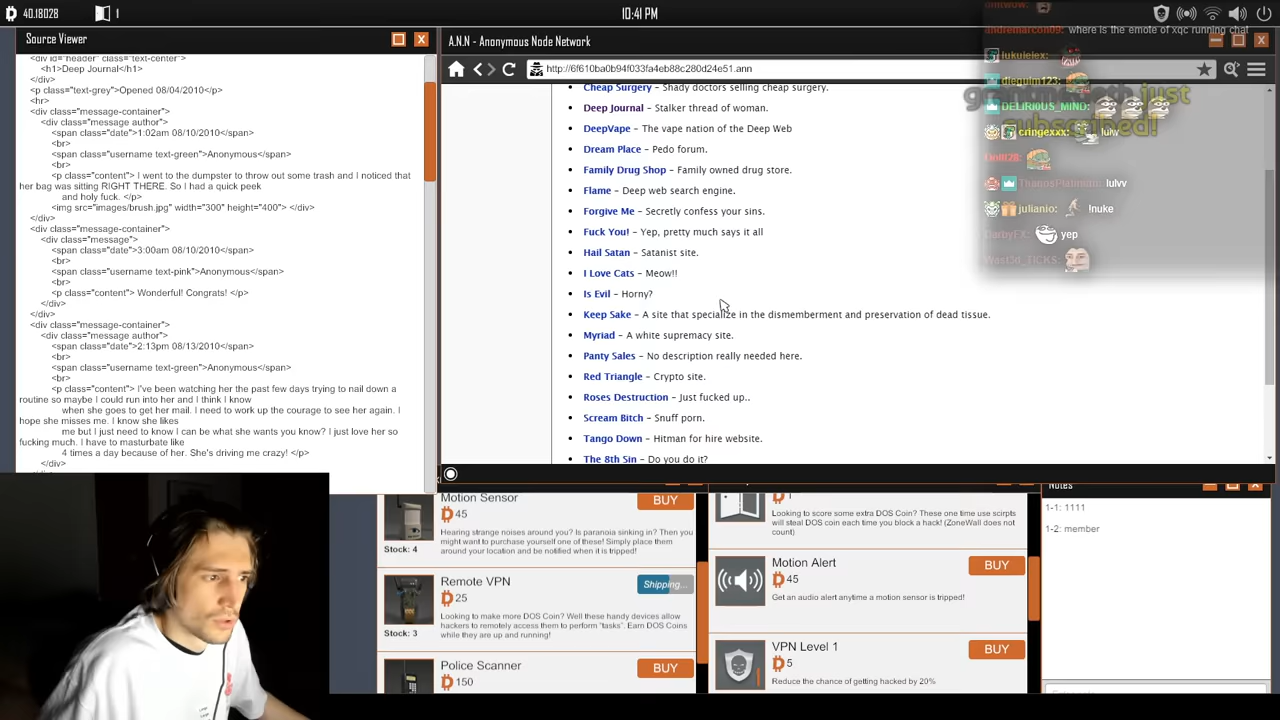 40.18028
1
10:41 PM
Source Viewer
<div id="header" class="text-center">
<h1>Deep Journal</h1>
</div>
<p class="text-grey">Opened 08/04/2010</p>
<hr>
<div class="message-container">
<div class="message author">
<span class="date">1:02am 08/10/2010</span>
<br>
<span class="username text-green">Anonymous</span>
<br>
<p class="content"> I went to the dumpster to throw out some trash and I noticed that
her bag was sitting RIGHT THERE. So I had a quick peek
and holy fuck. </p>
<img src="images/brush.jpg" width="300" height="400"> </div>
</div>
<div class="message-container">
<div class="message">
<span class="date">3:00am 08/10/2010</span>
<br>
<span class="username text-pink">Anonymous</span>
<br>
<p class="content"> Wonderful! Congrats! </p>
</div>
</div>
<div class="message-container">
<div class="message author">
<span class="date">2:13pm 08/13/2010</span>
<br>
<span class="username text-green">Anonymous</span>
<br>
<p class="content"> I've been watching her the past few days trying to nail down a
routine so maybe I could run into her and I think I know
when she goes to get her mail. I need to work up the courage to see her again. I
hope she misses me. I know she likes
me but I just need to know I can be what she wants you know? I just love her so
fucking much. I have to masturbate like
4 times a day because of her. She's driving me crazy! </p>
</div>
A.N.N - Anonymous Node Network
http://6f610ba0b94f033fa4eb88c280d24e51.ann
Cheap Surgery - Shady doctors selling cheap surgery.
Deep Journal - Stalker thread of woman.
DeepVape - The vape nation of the Deep Web
Dream Place - Pedo forum.
Family Drug Shop - Family owned drug store.
Flame - Deep web search engine.
Forgive Me - Secretly confess your sins.
Fuck You! - Yep, pretty much says it all
Hail Satan - Satanist site.
I Love Cats - Meow!!
Is Evil - Horny?
Keep Sake - A site that specialize in the dismemberment and preservation of dead tissue.
Myriad - A white supremacy site.
Panty Sales - No description really needed here.
Red Triangle - Crypto site.
Roses Destruction - Just fucked up..
Scream Bitch - Snuff porn.
Tango Down - Hitman for hire website.
The 8th Sin - Do you do it?
andremarcon09: where is the emote of xqc running chat
lukulelex:
dleguim123:
just
subscribed!
DELIRI0US_MIND:
cringexxx: lulw
ThanosPlatinum: lulvv
julianio: !nuke
DarbyEX: yep
Wast3d_TICKS:
Motion Sensor
45
BUY
Hearing strange noises around you? Is paranoia sinking in? Then you
might want to purchase yourself one of these! Simply place them
around your location and be notified when it is tripped!
Stock: 4
Remote VPN
25
Shipping...
Looking to make more DOS Coin? Well these handy devices allow
hackers to remotely access them to perform "tasks". Earn DOS Coins
while they are up and running!
Stock: 3
Police Scanner
150
BUY
BUY
Looking to score some extra DOS Coin? These one time use scirpts
will steal DOS coin each time you block a hack! (ZoneWall does not
count)
Motion Alert
45
BUY
Get an audio alert anytime a motion sensor is tripped!
VPN Level 1
5
BUY
Reduce the chance of getting hacked by 20%
Notes
1-1: 1111
1-2: member